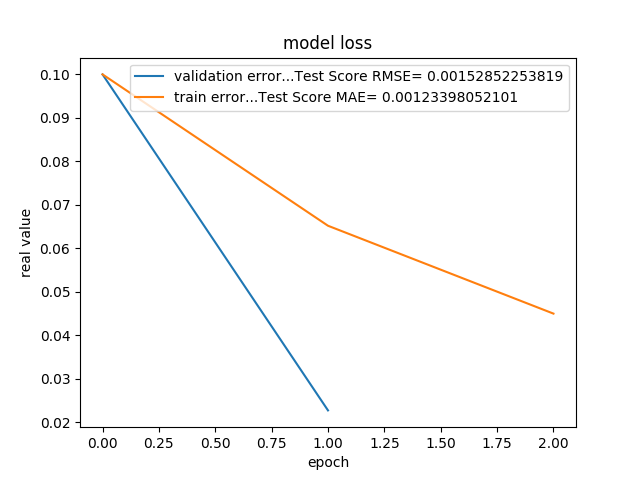 model loss
validation error...Test Score RMSE= 0.00152852253819
train error...Test Score MAE= 0.00123398052101
0.10
0.09
0.08
0.07
0.06
0.05
0.04
0.03
0.02
real value
0.00 0.25 0.50 0.75 1.00 1.25 1.50 1.75 2.00
epoch